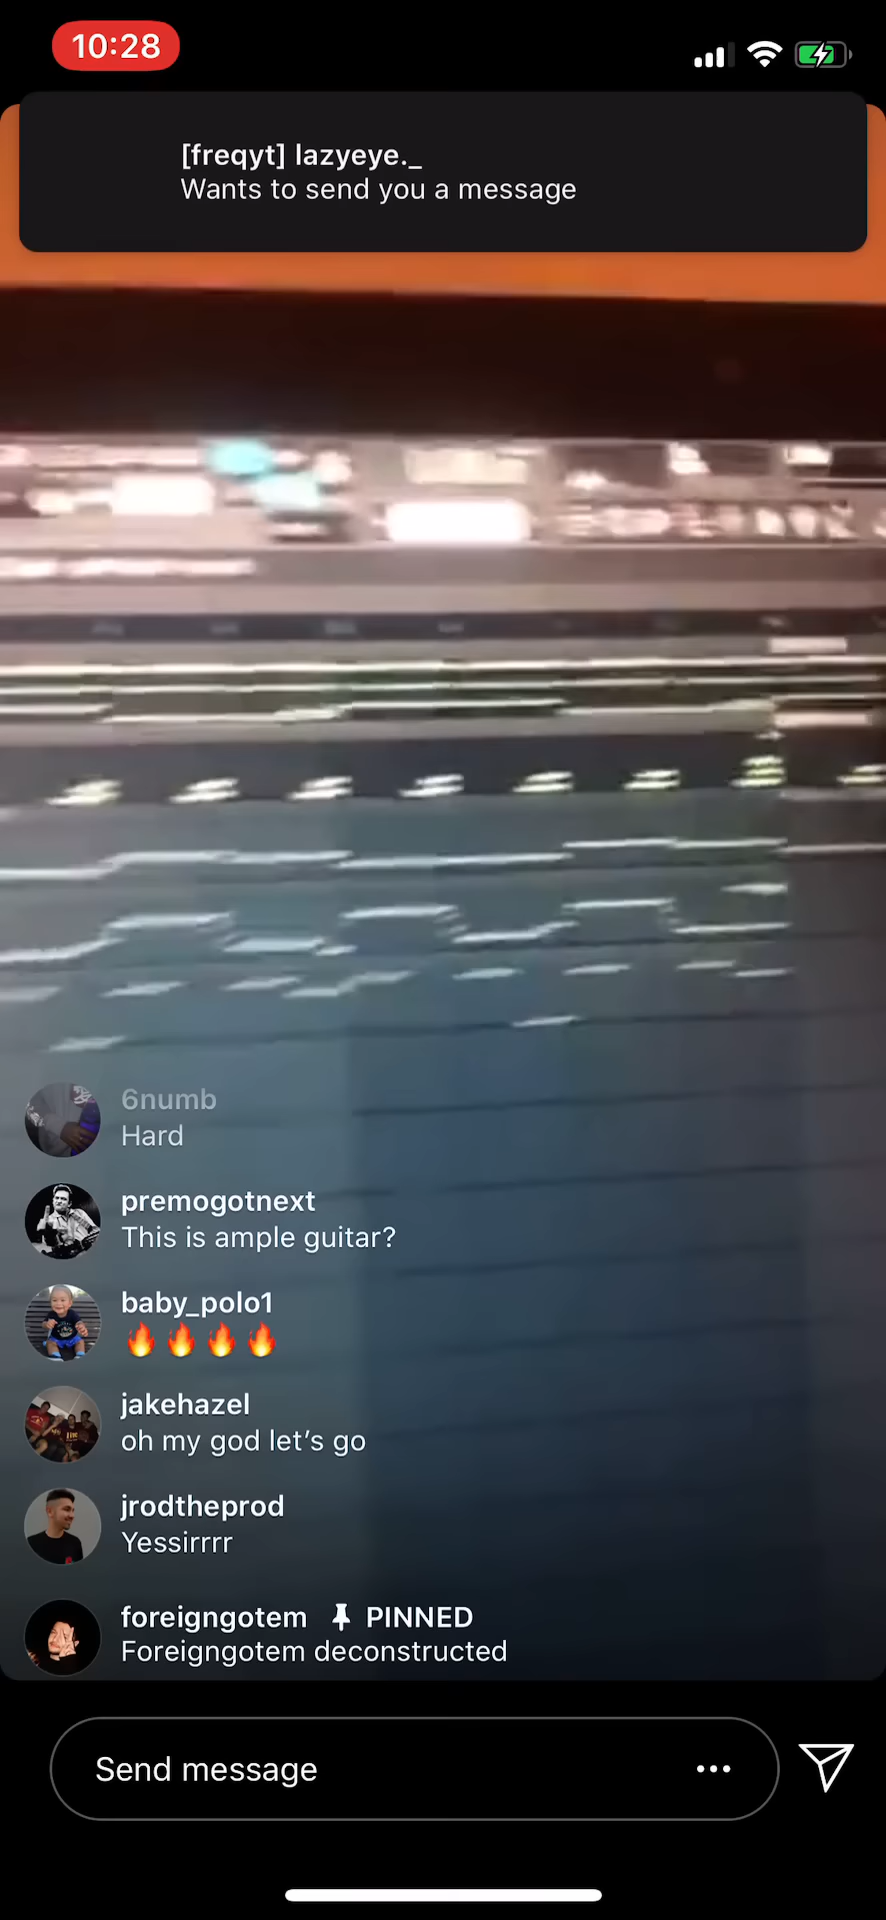 10:28
[freqyt] lazyeye._
Wants to send you a message
6numb
Hard
premogotnext
This is ample guitar?
baby_polo1
🔥🔥🔥🔥
jakehazel
oh my god let’s go
jrodtheprod
Yessirrrr
foreigngotem PINNED
Foreigngotem deconstructed
Send message